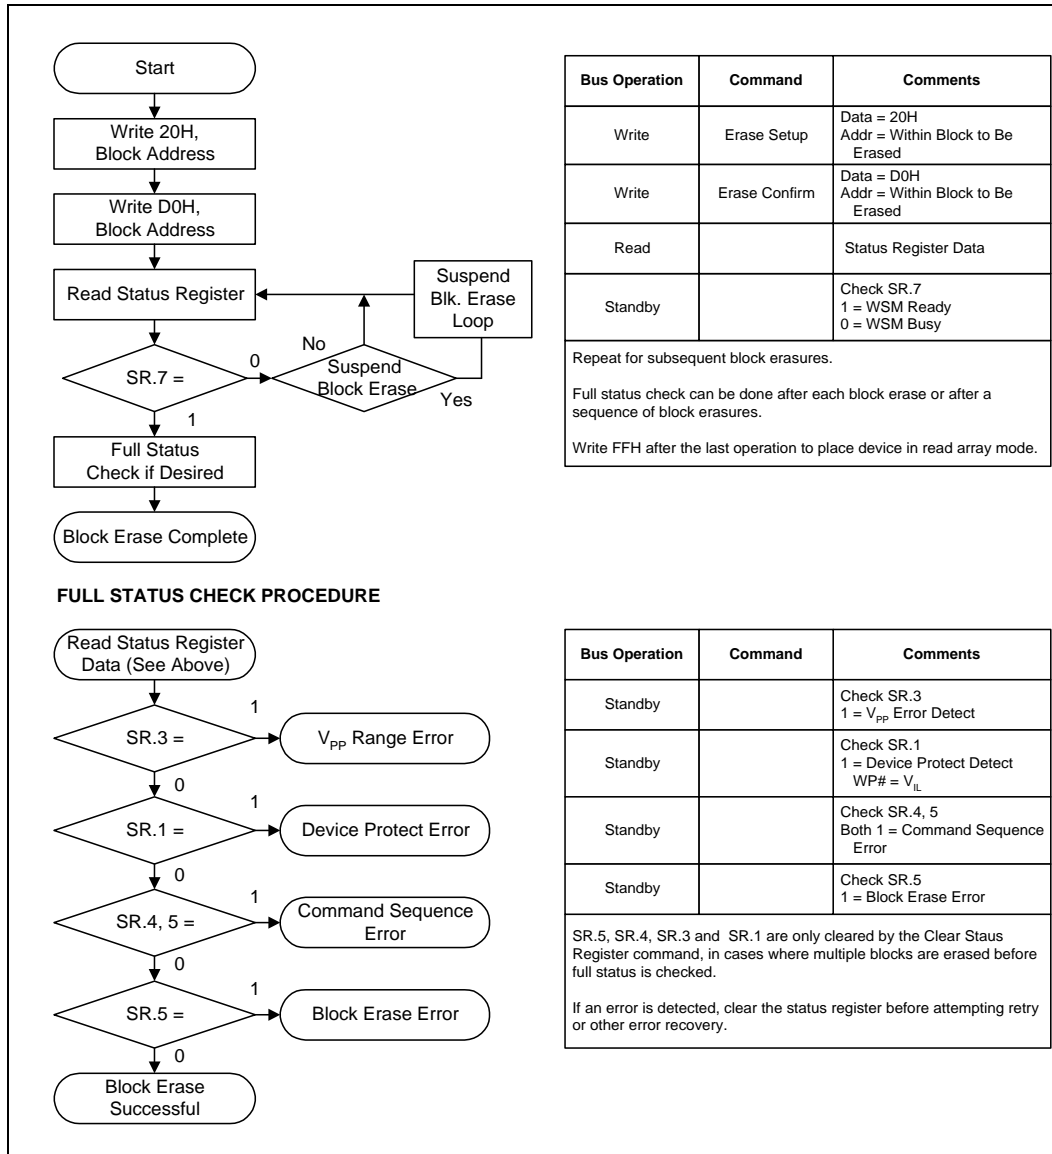 Start
Write 20H,
Block Address
Write D0H,
Block Address
Read Status Register
Suspend
Blk. Erase
Loop
No
0
Suspend
Block Erase
Yes
SR.7 =
1
Full Status
Check if Desired
Block Erase Complete
Bus Operation Command Comments
Write Erase Setup Data = 20H
Addr = Within Block to Be
Erased
Write Erase Confirm Data = D0H
Addr = Within Block to Be
Erased
Read Status Register Data
Standby Check SR.7
1 = WSM Ready
0 = WSM Busy
Repeat for subsequent block erasures.
Full status check can be done after each block erase or after a
sequence of block erasures.
Write FFH after the last operation to place device in read array mode.
FULL STATUS CHECK PROCEDURE
Read Status Register
Data (See Above)
1
SR.3 =
VPP Range Error
0
1
SR.1 =
Device Protect Error
0
1
SR.4, 5 =
Command Sequence
Error
0
1
SR.5 =
Block Erase Error
0
Block Erase
Successful
Bus Operation Command Comments
Standby Check SR.3
1 = VPP Error Detect
Standby Check SR.1
1 = Device Protect Detect
WP# = VIL
Standby Check SR.4, 5
Both 1 = Command Sequence
Error
Standby Check SR.5
1 = Block Erase Error
SR.5, SR.4, SR.3 and SR.1 are only cleared by the Clear Staus
Register command, in cases where multiple blocks are erased before
full status is checked.
If an error is detected, clear the status register before attempting retry
or other error recovery.